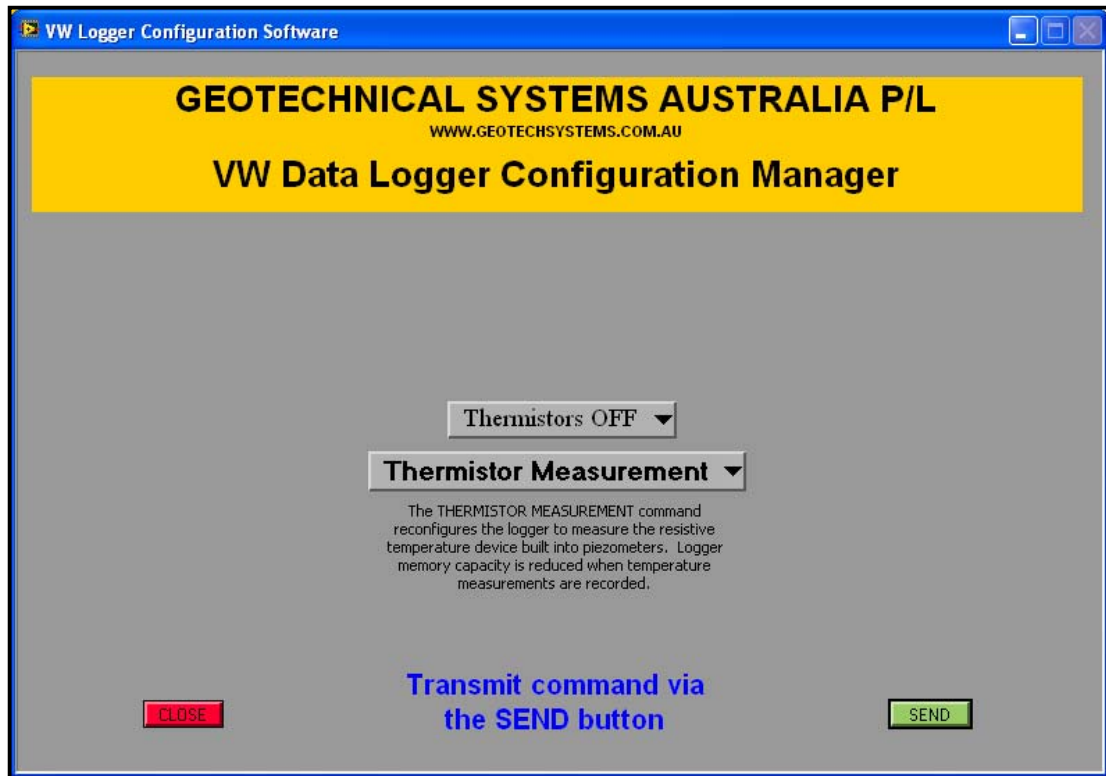 VW Logger Configuration Software
GEOTECHNICAL SYSTEMS AUSTRALIA P/L
WWW.GEOTECHSYSTEMS.COM.AU
VW Data Logger Configuration Manager
Thermistors OFF
Thermistor Measurement
The THERMISTOR MEASUREMENT command
reconfigures the logger to measure the resistive
temperature device built into piezometers. Logger
memory capacity is reduced when temperature
measurements are recorded.
Transmit command via
the SEND button
CLOSE
SEND